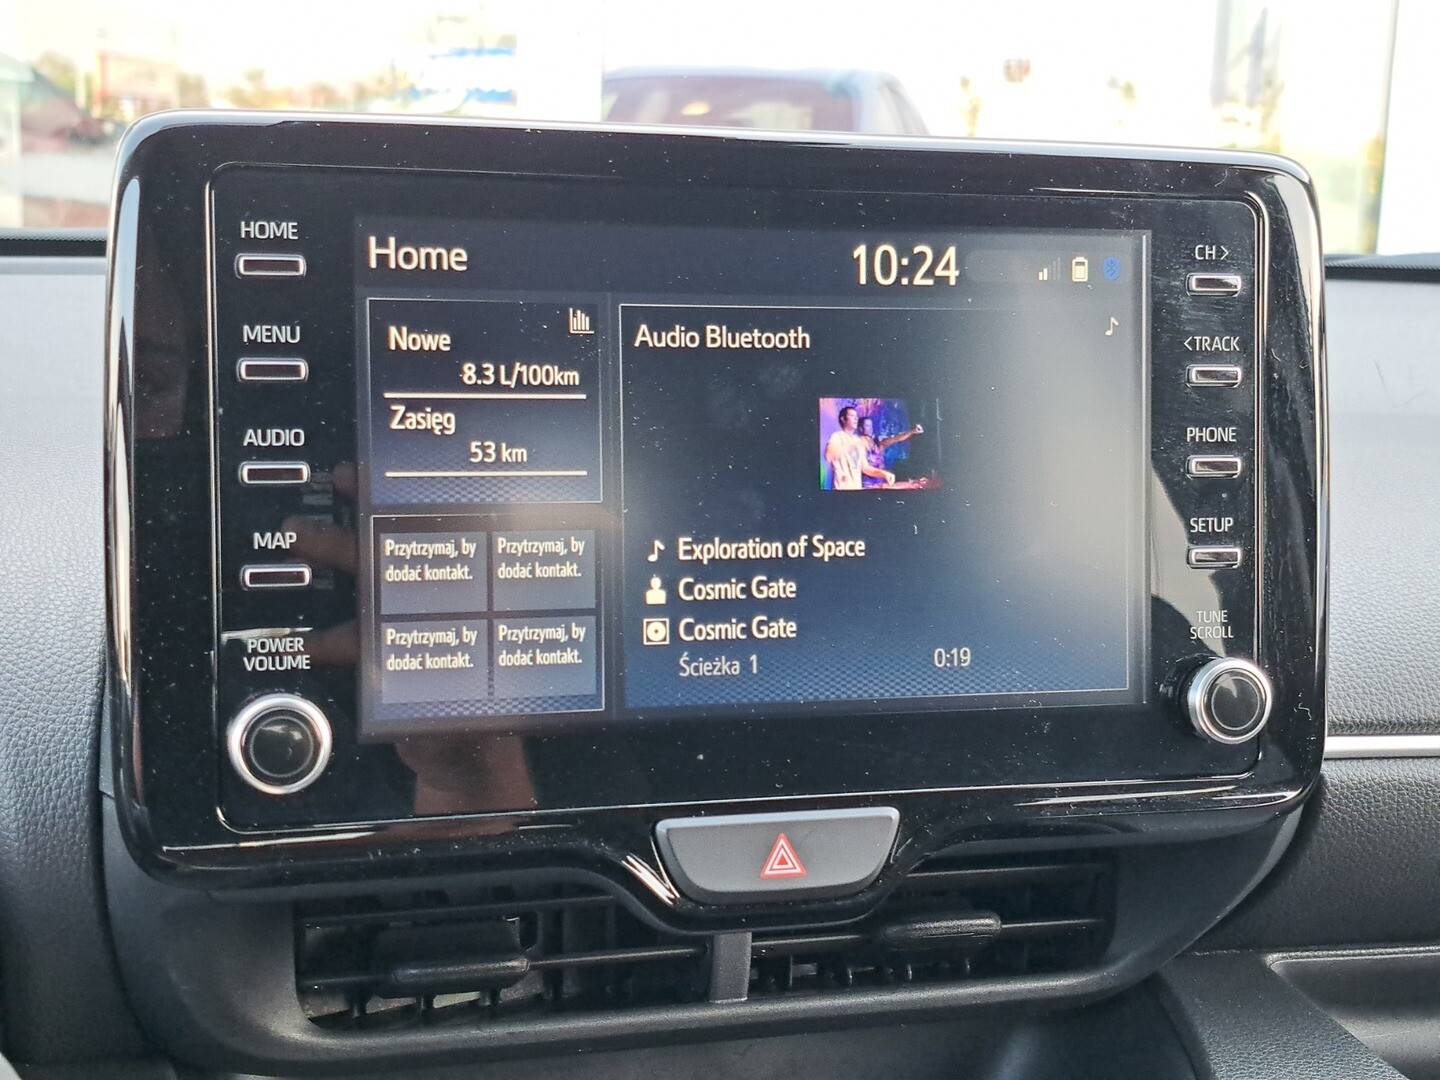 HOME
MENU
AUDIO
MAP
POWER
VOLUME
Home
10:24
Nowe
8.3 L/100km
Zasięg
53 km
Przytrzymaj, by
dodać kontakt.
Przytrzymaj, by
dodać kontakt.
Przytrzymaj, by
dodać kontakt.
Przytrzymaj, by
dodać kontakt.
Audio Bluetooth
Exploration of Space
Cosmic Gate
Cosmic Gate
Ścieżka 1
0:19
CH >
< TRACK
PHONE
SETUP
TUNE
SCROLL